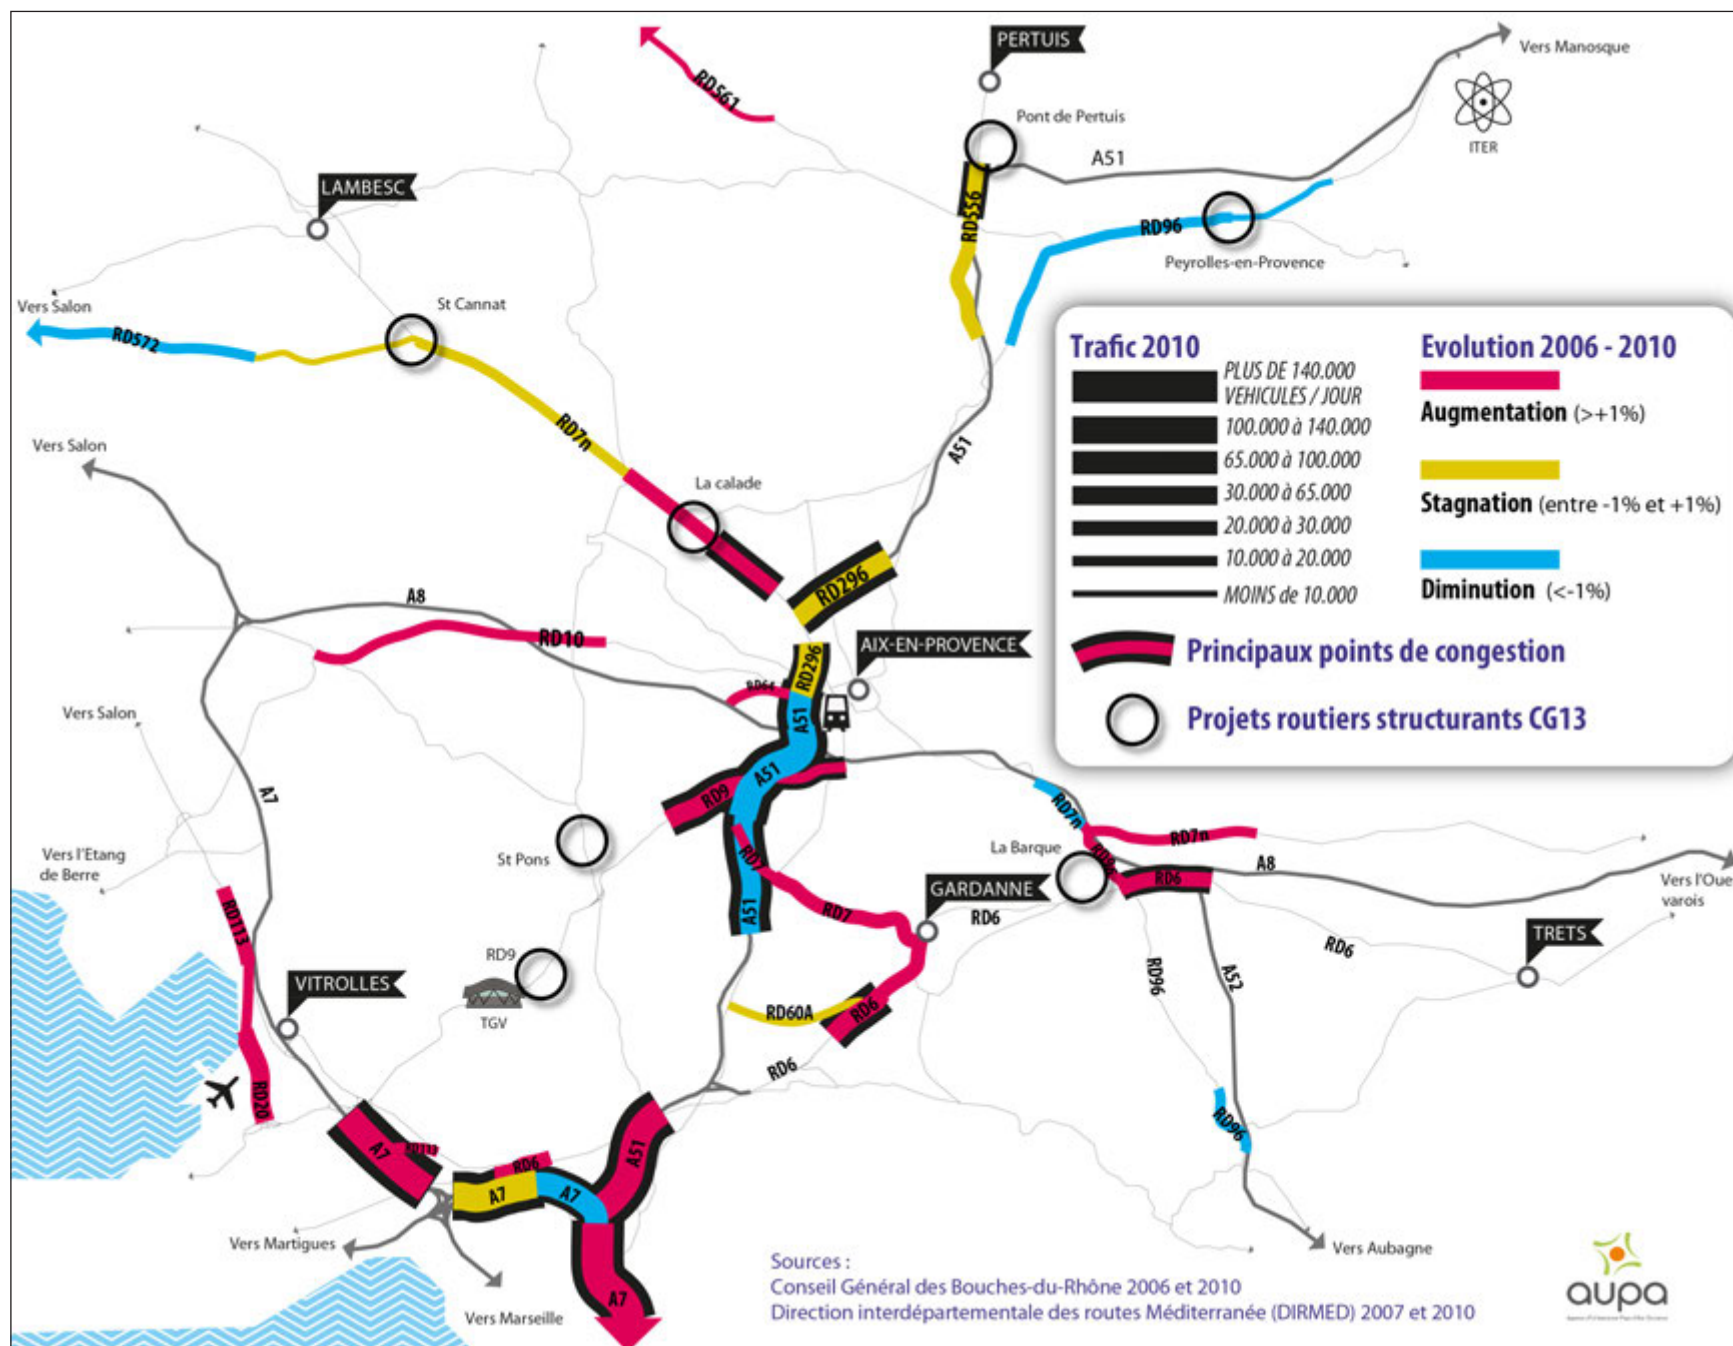 PERTUIS
Vers Manosque
RD561
Pont de Pertuis
A51
ITER
LAMBESC
RD556
RD96
Peyrolles-en-Provence
Vers Salon
St Cannat
RD572
RD7n
A51
Vers Salon
La calade
Trafic 2010
PLUS DE 140.000
VEHICULES / JOUR
100.000 à 140.000
65.000 à 100.000
30.000 à 65.000
20.000 à 30.000
10.000 à 20.000
MOINS de 10.000
Evolution 2006 - 2010
Augmentation (>+1%)
Stagnation (entre -1% et +1%)
Diminution (<-1%)
Principaux points de congestion
Projets routiers structurants CG13
RD296
A8
RD10
AIX-EN-PROVENCE
RD296
RD64
A51
Vers Salon
A51
RD9
A7
RD7n
RD7n
St Pons
La Barque
RD7
Vers l'Etang
de Berre
RD96
RD6
A8
Vers l'Oue
varois
GARDANNE
RD6
RD7
A51
RD113
TRETS
RD6
RD9
VITROLLES
TGV
RD96
A52
RD60A
RD6
RD6
RD20
RD96
A7
RD113
A51
RD6
A7
A7
Vers Martigues
Vers Aubagne
A7
Vers Marseille
Sources :
Conseil Général des Bouches-du-Rhône 2006 et 2010
Direction interdépartementale des routes Méditerranée (DIRMED) 2007 et 2010
aupa